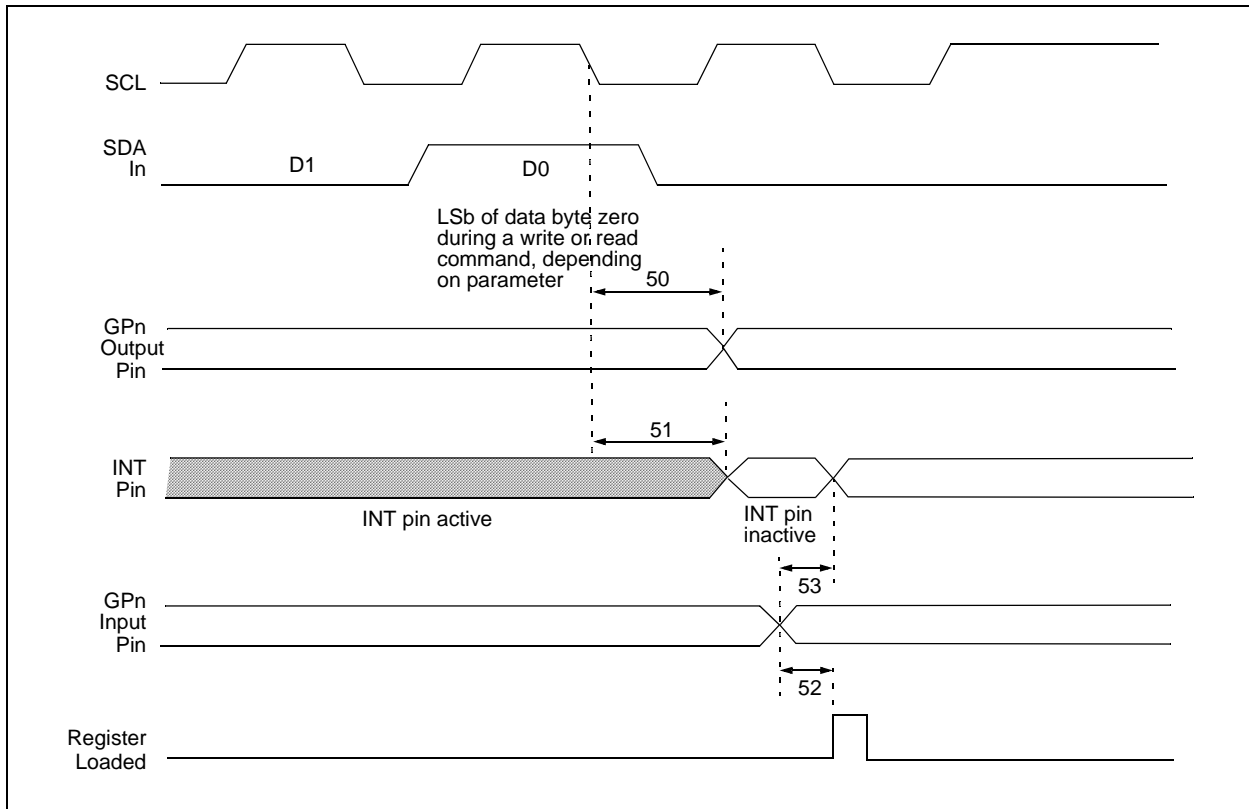 SCL
SDA
In
D1
D0
LSb of data byte zero
during a write or read
command, depending
on parameter
50
GPn
Output
Pin
51
INT
Pin
INT pin active
INT pin
inactive
53
GPn
Input
Pin
52
Register
Loaded